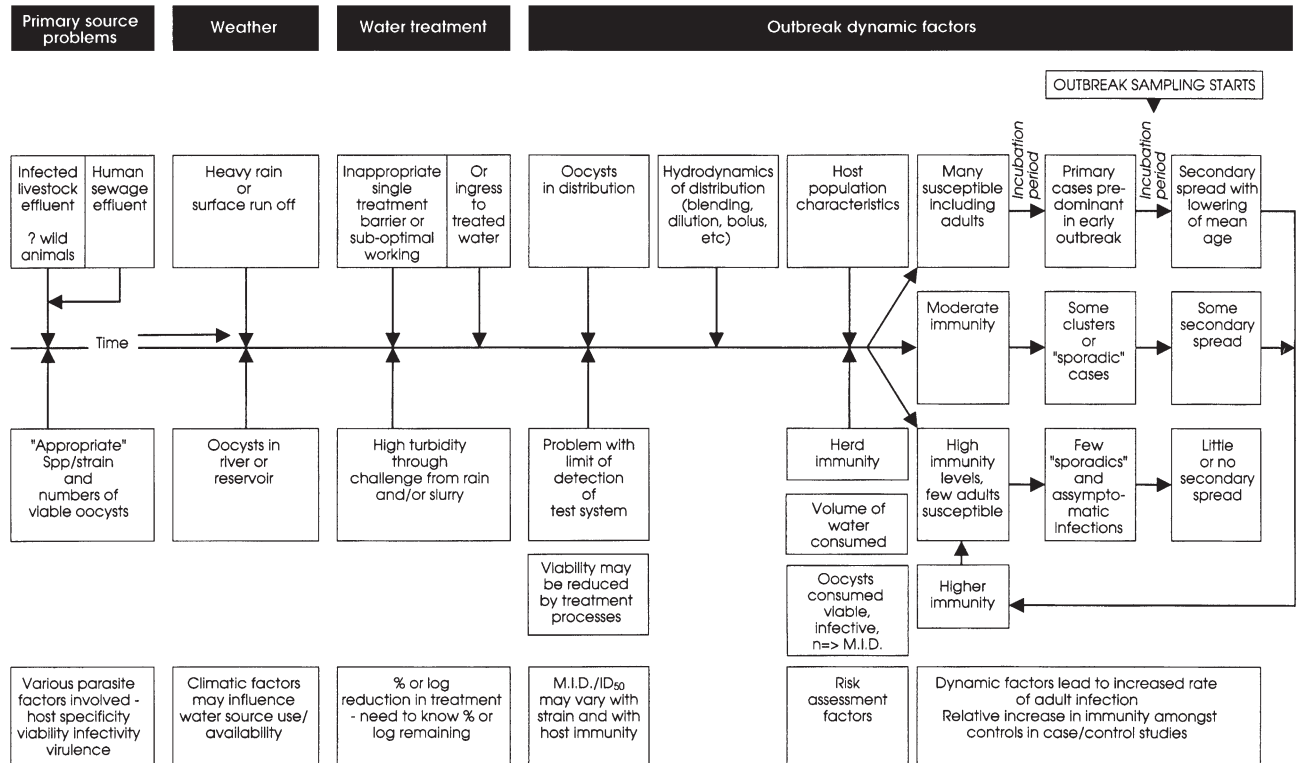 Primary source
problems
Weather
Water treatment
Outbreak dynamic factors
OUTBREAK SAMPLING STARTS
Infected
livestock
effluent
? wild
animals
Human
sewage
effluent
Heavy rain
or
surface run off
Inappropriate
single
treatment
barrier or
sub-optimal
working
Or
ingress
to
treated
water
Oocysts
in distribution
Hydrodynamics
of distribution
(blending,
dilution, bolus,
etc)
Host
population
characteristics
Many
susceptible
including
adults
Incubation
period
Primary
cases pre-
dominant
in early
outbreak
Incubation
period
Secondary
spread with
lowering
of mean
age
Time
Moderate
immunity
Some
clusters
or
"sporadic"
cases
Some
secondary
spread
"Appropriate"
Spp/strain
and
numbers of
viable oocysts
Oocysts in
river or
reservoir
High turbidity
through
challenge from rain
and/or slurry
Problem with
limit of
detection
of
test system
Herd
immunity
High
immunity
levels,
few adults
susceptible
Few
"sporadics"
and
assympto-
matic
infections
Little
or no
secondary
spread
Volume of
water
consumed
Viability may
be reduced
by treatment
processes
Oocysts
consumed
viable,
infective,
n=> M.I.D.
Higher
immunity
Various parasite
factors involved -
host specificity
viability infectivity
virulence
Climatic factors
may influence
water source use/
availability
% or log
reduction in treatment
- need to know % or
log remaining
M.I.D./ID50
may vary with
strain and with
host immunity
Risk
assessment
factors
Dynamic factors lead to increased rate
of adult infection
Relative increase in immunity amongst
controls in case/control studies